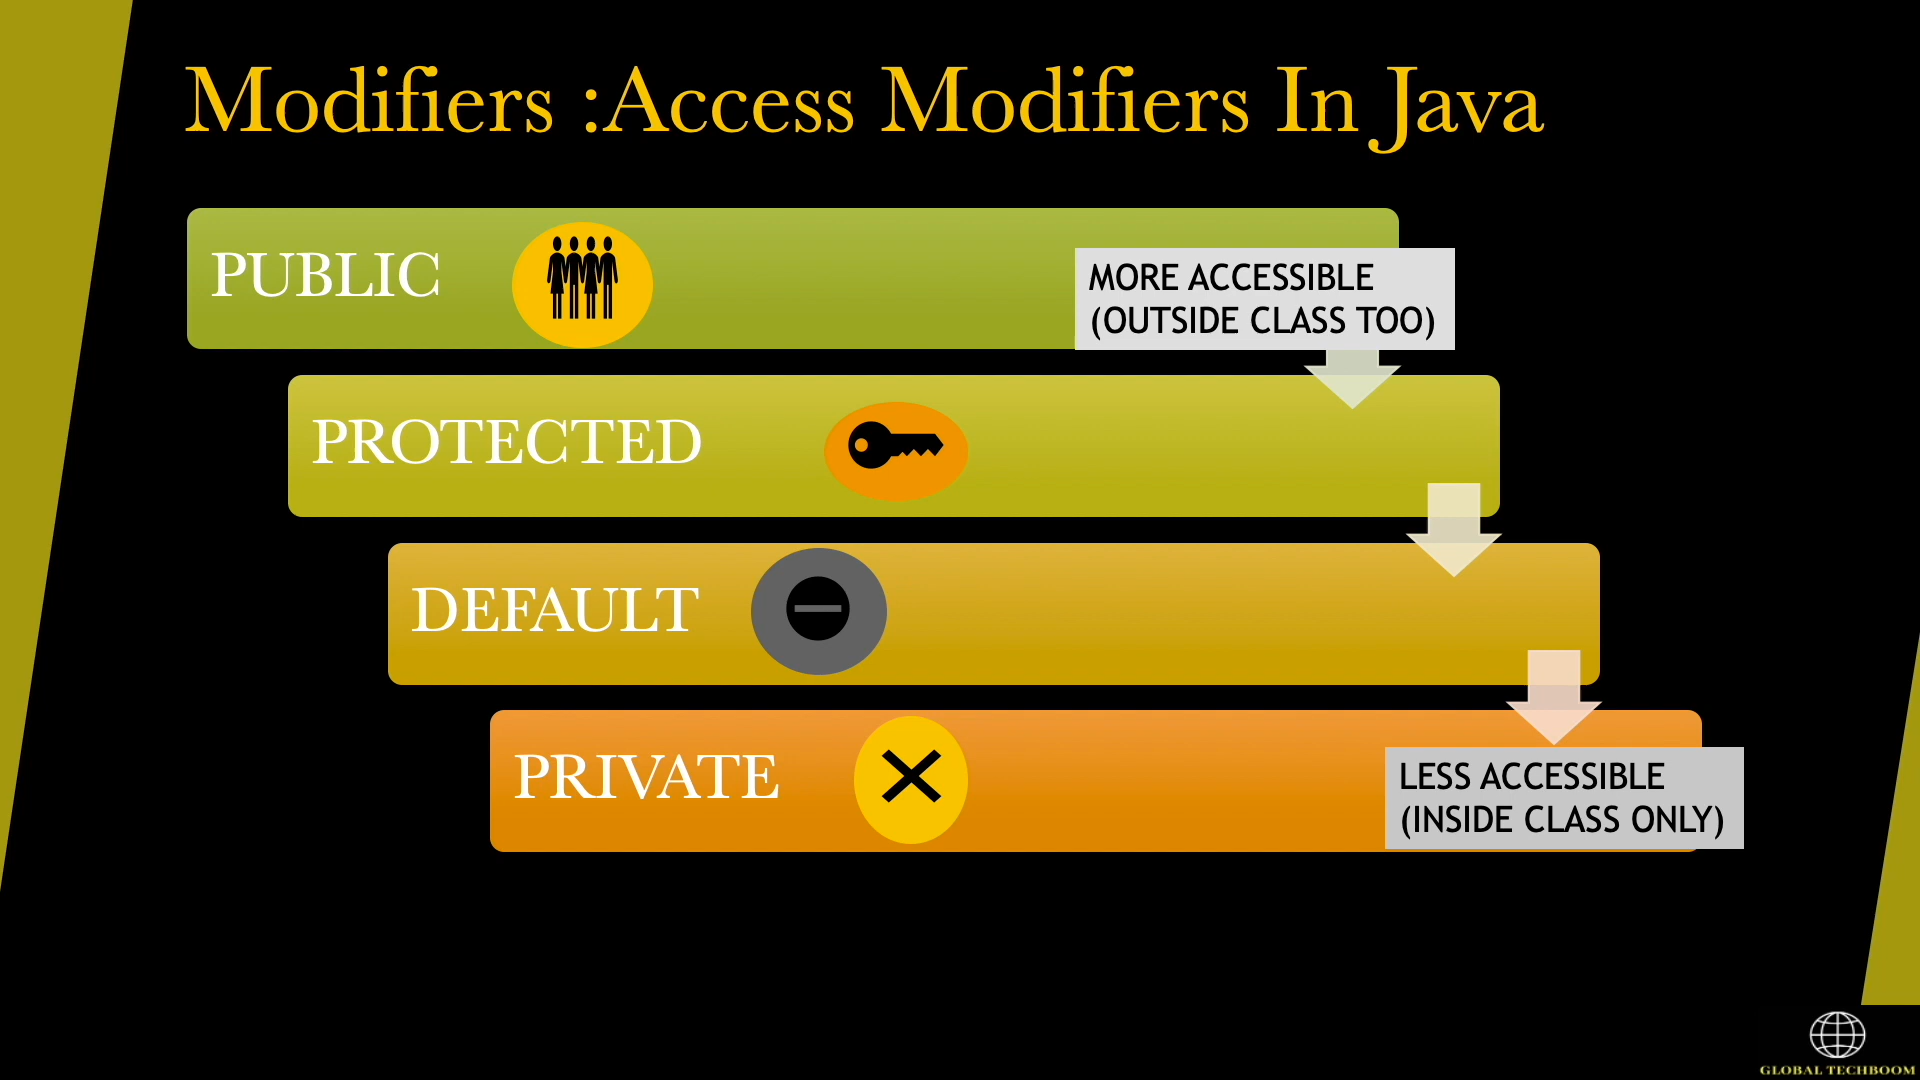 Modifiers :Access Modifiers In Java
PUBLIC
MORE ACCESSIBLE
(OUTSIDE CLASS TOO)
PROTECTED
DEFAULT
PRIVATE
LESS ACCESSIBLE
(INSIDE CLASS ONLY)
GLOBAL TECHBOOM